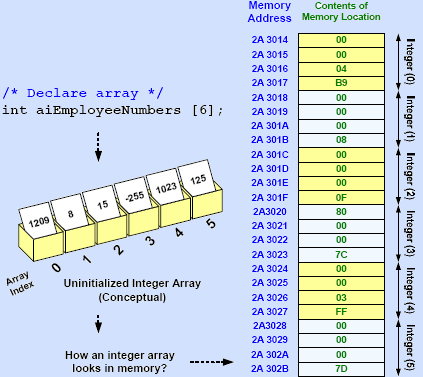 Memory Address
Contents of Memory Location
/* Declare array */
int aiEmployeeNumbers [6];
1209
8
15
-255
1023
125
Array Index
0
1
2
3
4
5
Uninitialized Integer Array
(Conceptual)
How an integer array
looks in memory?
2A 3014 00
2A 3015 00
2A 3016 04
2A 3017 B9
Integer (0)
2A 3018 00
2A 3019 00
2A 301A 00
2A 301B 08
Integer (1)
2A 301C 00
2A 301D 00
2A 301E 00
2A 301F 0F
Integer (2)
2A3020 80
2A 3021 00
2A 3022 00
2A 3023 7C
Integer (3)
2A 3024 00
2A 3025 00
2A 3026 03
2A 3027 FF
Integer (4)
2A3028 00
2A 3029 00
2A 302A 00
2A 302B 7D
Integer (5)